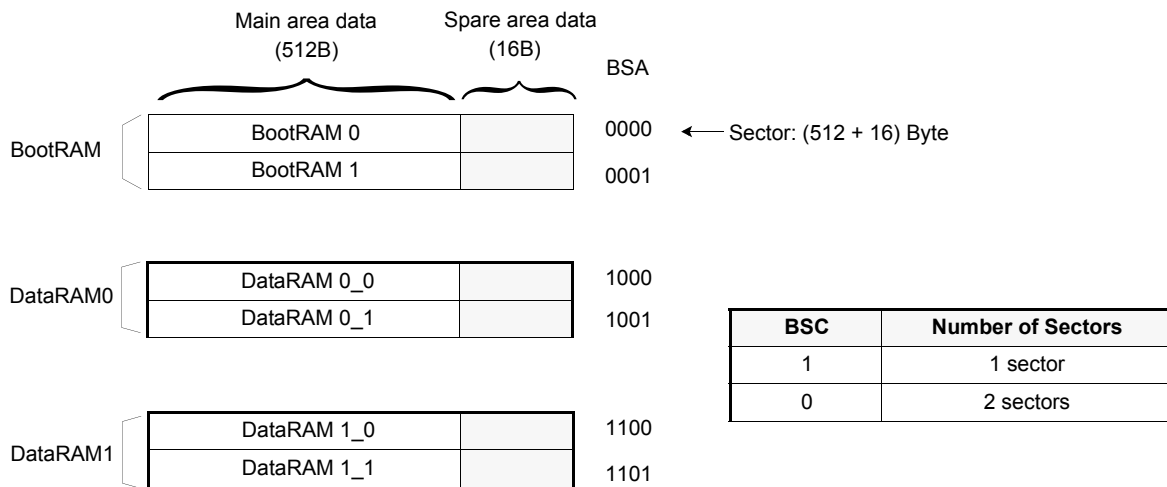 Main area data
(512B)
Spare area data
(16B)
BSA
BootRAM
BootRAM 0
0000
Sector: (512 + 16) Byte
BootRAM 1
0001
DataRAM0
DataRAM 0_0
1000
DataRAM 0_1
1001
BSC Number of Sectors
1 1 sector
0 2 sectors
DataRAM1
DataRAM 1_0
1100
DataRAM 1_1
1101